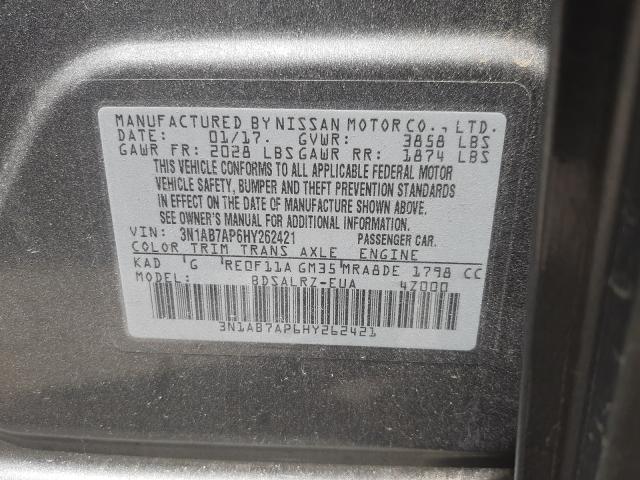 MANUFACTURED BY NISSAN MOTOR CO., LTD.
DATE: 01/17. GVWR: 3858 LBS
GAWR FR: 2028 LBS GAWR RR: 1874 LBS
THIS VEHICLE CONFORMS TO ALL APPLICABLE FEDERAL MOTOR
VEHICLE SAFETY, BUMPER AND THEFT PREVENTION STANDARDS
IN EFFECT ON THE DATE OF MANUFACTURE SHOWN ABOVE.
SEE OWNER'S MANUAL FOR ADDITIONAL INFORMATION.
VIN: 3N1AB7AP6HY262421 PASSENGER CAR.
COLOR TRIM TRANS AXLE ENGINE
KAD G RE0F11A GM35 MRA8DE 1798 CC
MODEL: BDSALRZ-EUA 4Z000
3N1AB7AP6HY262421